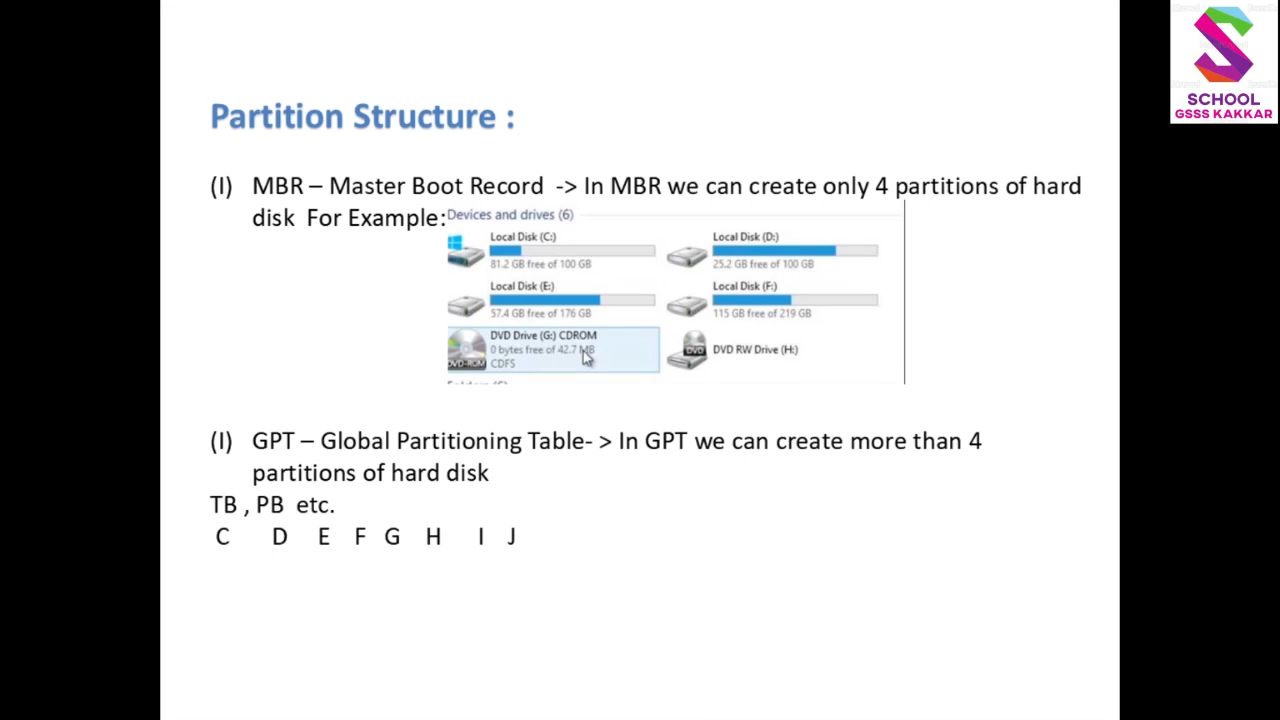 SCHOOL
GSSS KAKKAR
Partition Structure :
(I) MBR – Master Boot Record -> In MBR we can create only 4 partitions of hard
disk For Example:
Devices and drives (6)
Local Disk (C:)
81.2 GB free of 100 GB
Local Disk (D:)
25.2 GB free of 100 GB
Local Disk (E:)
57.4 GB free of 176 GB
Local Disk (F:)
115 GB free of 219 GB
DVD Drive (G:) CDROM
0 bytes free of 42.7 MB
CDFS
DVD-ROM
DVD
DVD RW Drive (H:)
(I) GPT – Global Partitioning Table- > In GPT we can create more than 4
partitions of hard disk
TB , PB etc.
C D E F G H I J